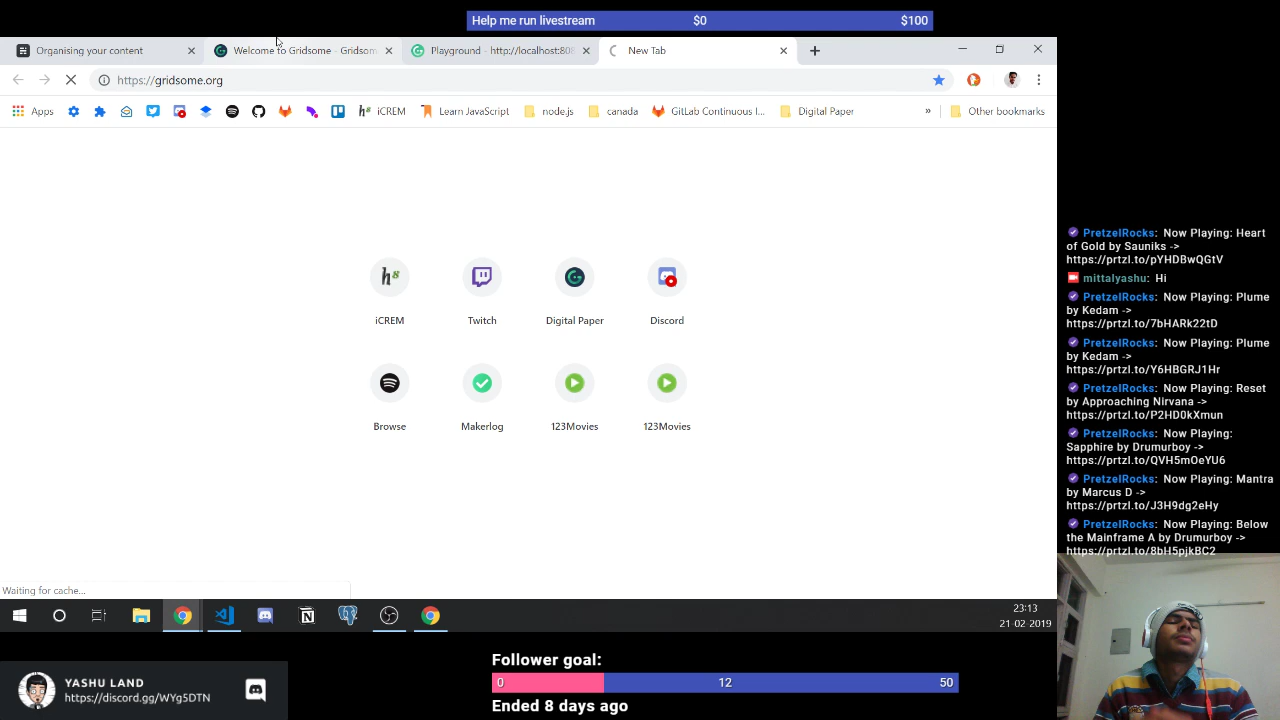 Help me run livestream $0 $100
Organising your content
Welcome to Gridsome - Gridsom
Playground - http://localhost:808
New Tab
https://gridsome.org
Apps
h8 iCREM
Learn JavaScript
node.js
canada
GitLab Continuous I...
Digital Paper
»
Other bookmarks
h8
iCREM
Twitch
Digital Paper
Discord
Browse
Makerlog
123Movies
123Movies
Waiting for cache...
PretzelRocks: Now Playing: Heart
of Gold by Sauniks ->
https://prtzl.to/pYHDBwQGtV
mittalyashu: Hi
PretzelRocks: Now Playing: Plume
by Kedam ->
https://prtzl.to/7bHARk22tD
PretzelRocks: Now Playing: Plume
by Kedam ->
https://prtzl.to/Y6HBGRJ1Hr
PretzelRocks: Now Playing: Reset
by Approaching Nirvana ->
https://prtzl.to/P2HD0kXmun
PretzelRocks: Now Playing:
Sapphire by Drumurboy ->
https://prtzl.to/QVH5mOeYU6
PretzelRocks: Now Playing: Mantra
by Marcus D ->
https://prtzl.to/J3H9dg2eHy
PretzelRocks: Now Playing: Below
the Mainframe A by Drumurboy ->
https://prtzl.to/8bH5pjkBC2
23:13
21-02-2019
YASHU LAND
https://discord.gg/WYg5DTN
Follower goal:
0 12 50
Ended 8 days ago